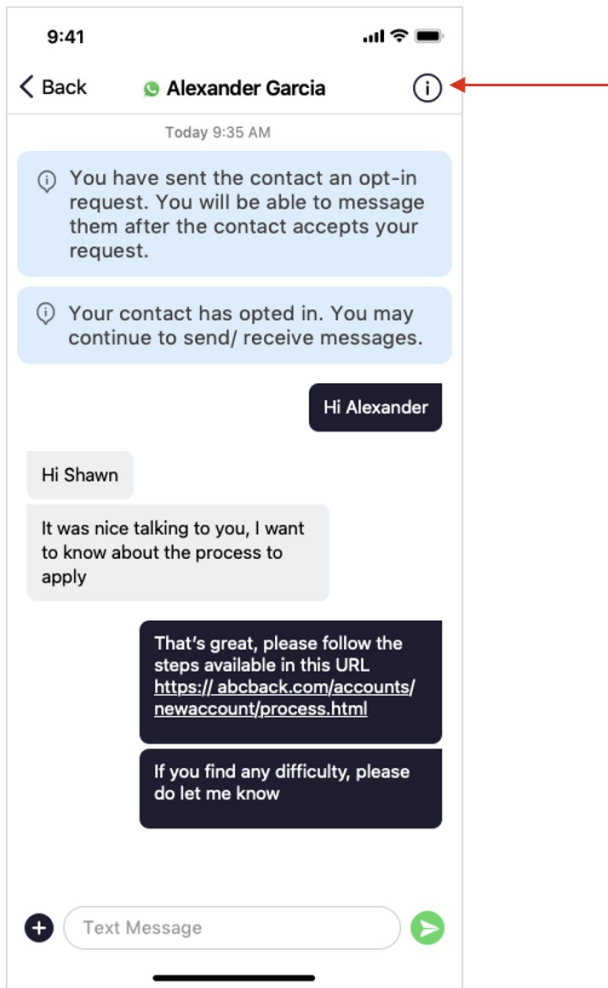 9:41
Back
Alexander Garcia
Today 9:35 AM
You have sent the contact an opt-in
request. You will be able to message
them after the contact accepts your
request.
Your contact has opted in. You may
continue to send/ receive messages.
Hi Alexander
Hi Shawn
It was nice talking to you, I want
to know about the process to
apply
That's great, please follow the
steps available in this URL
https:// abcback.com/accounts/
newaccount/process.html
If you find any difficulty, please
do let me know
Text Message